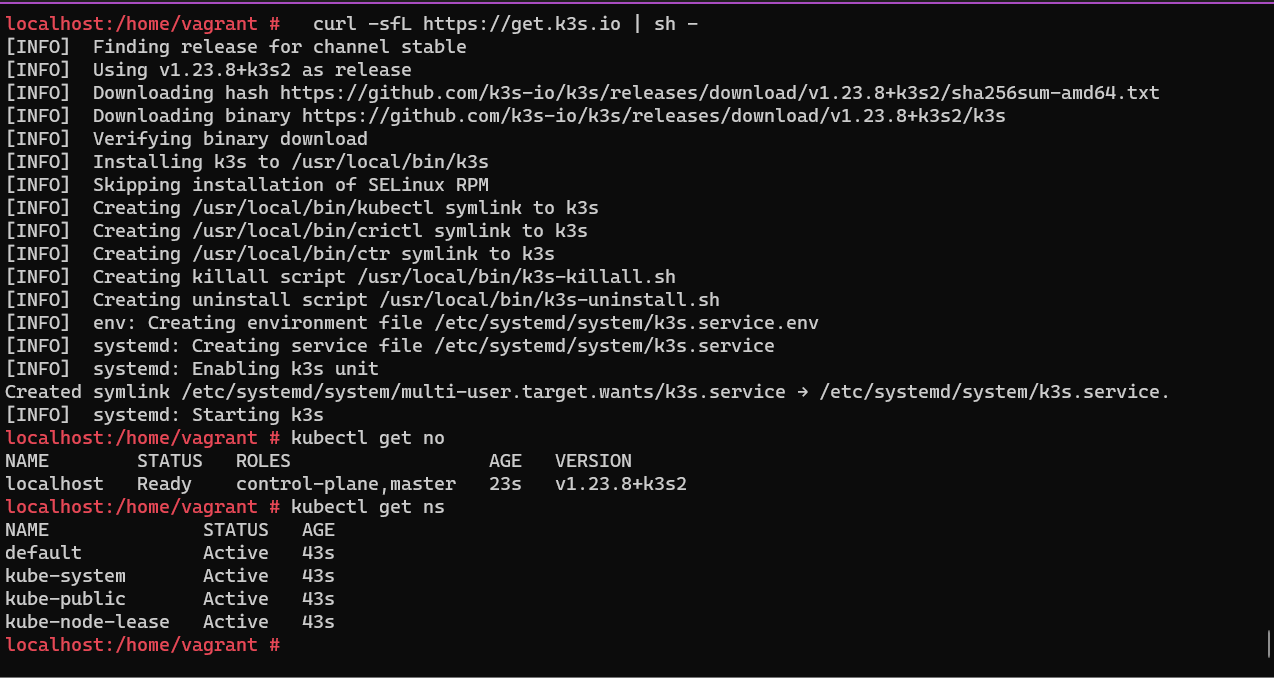 localhost:/home/vagrant #   curl -sfL https://get.k3s.io | sh -
[INFO]  Finding release for channel stable
[INFO]  Using v1.23.8+k3s2 as release
[INFO]  Downloading hash https://github.com/k3s-io/k3s/releases/download/v1.23.8+k3s2/sha256sum-amd64.txt
[INFO]  Downloading binary https://github.com/k3s-io/k3s/releases/download/v1.23.8+k3s2/k3s
[INFO]  Verifying binary download
[INFO]  Installing k3s to /usr/local/bin/k3s
[INFO]  Skipping installation of SELinux RPM
[INFO]  Creating /usr/local/bin/kubectl symlink to k3s
[INFO]  Creating /usr/local/bin/crictl symlink to k3s
[INFO]  Creating /usr/local/bin/ctr symlink to k3s
[INFO]  Creating killall script /usr/local/bin/k3s-killall.sh
[INFO]  Creating uninstall script /usr/local/bin/k3s-uninstall.sh
[INFO]  env: Creating environment file /etc/systemd/system/k3s.service.env
[INFO]  systemd: Creating service file /etc/systemd/system/k3s.service
[INFO]  systemd: Enabling k3s unit
Created symlink /etc/systemd/system/multi-user.target.wants/k3s.service → /etc/systemd/system/k3s.service.
[INFO]  systemd: Starting k3s
localhost:/home/vagrant # kubectl get no
NAME        STATUS   ROLES                  AGE   VERSION
localhost   Ready    control-plane,master   23s   v1.23.8+k3s2
localhost:/home/vagrant # kubectl get ns
NAME              STATUS   AGE
default           Active   43s
kube-system       Active   43s
kube-public       Active   43s
kube-node-lease   Active   43s
localhost:/home/vagrant #